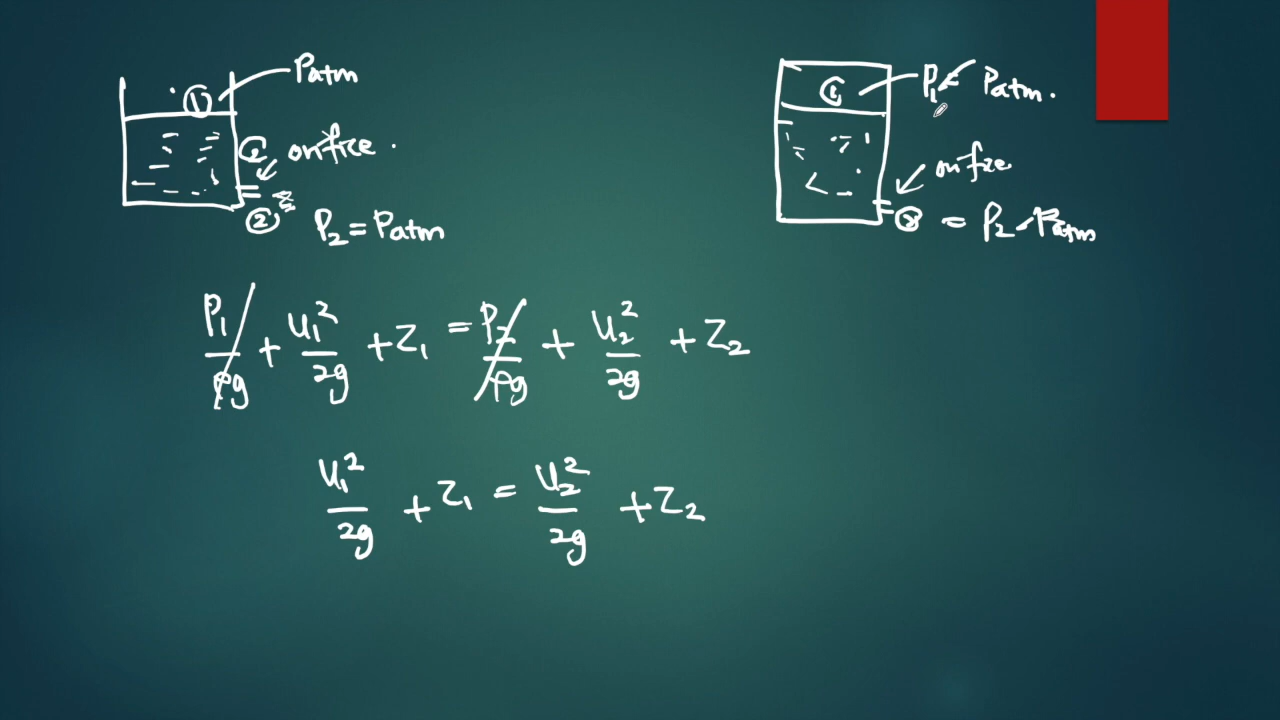 ① Patm
② orifice.
② P₂ = Patm
① P₁ = Patm.
orifice
② = P₂ Patm
P₁/ρg + u₁²/2g + Z₁ = P₂/ρg + u₂²/2g + Z₂
u₁²/2g + Z₁ = u₂²/2g + Z₂